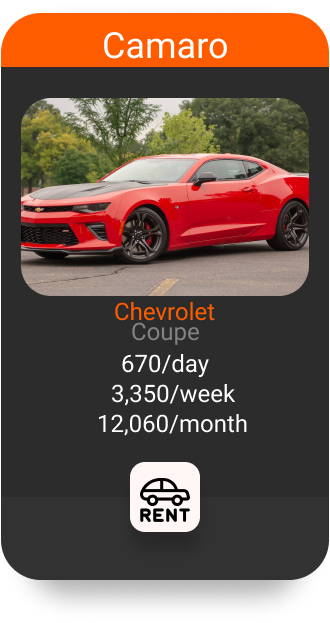 Camaro
Chevrolet
Coupe
670/day
3,350/week
12,060/month
RENT